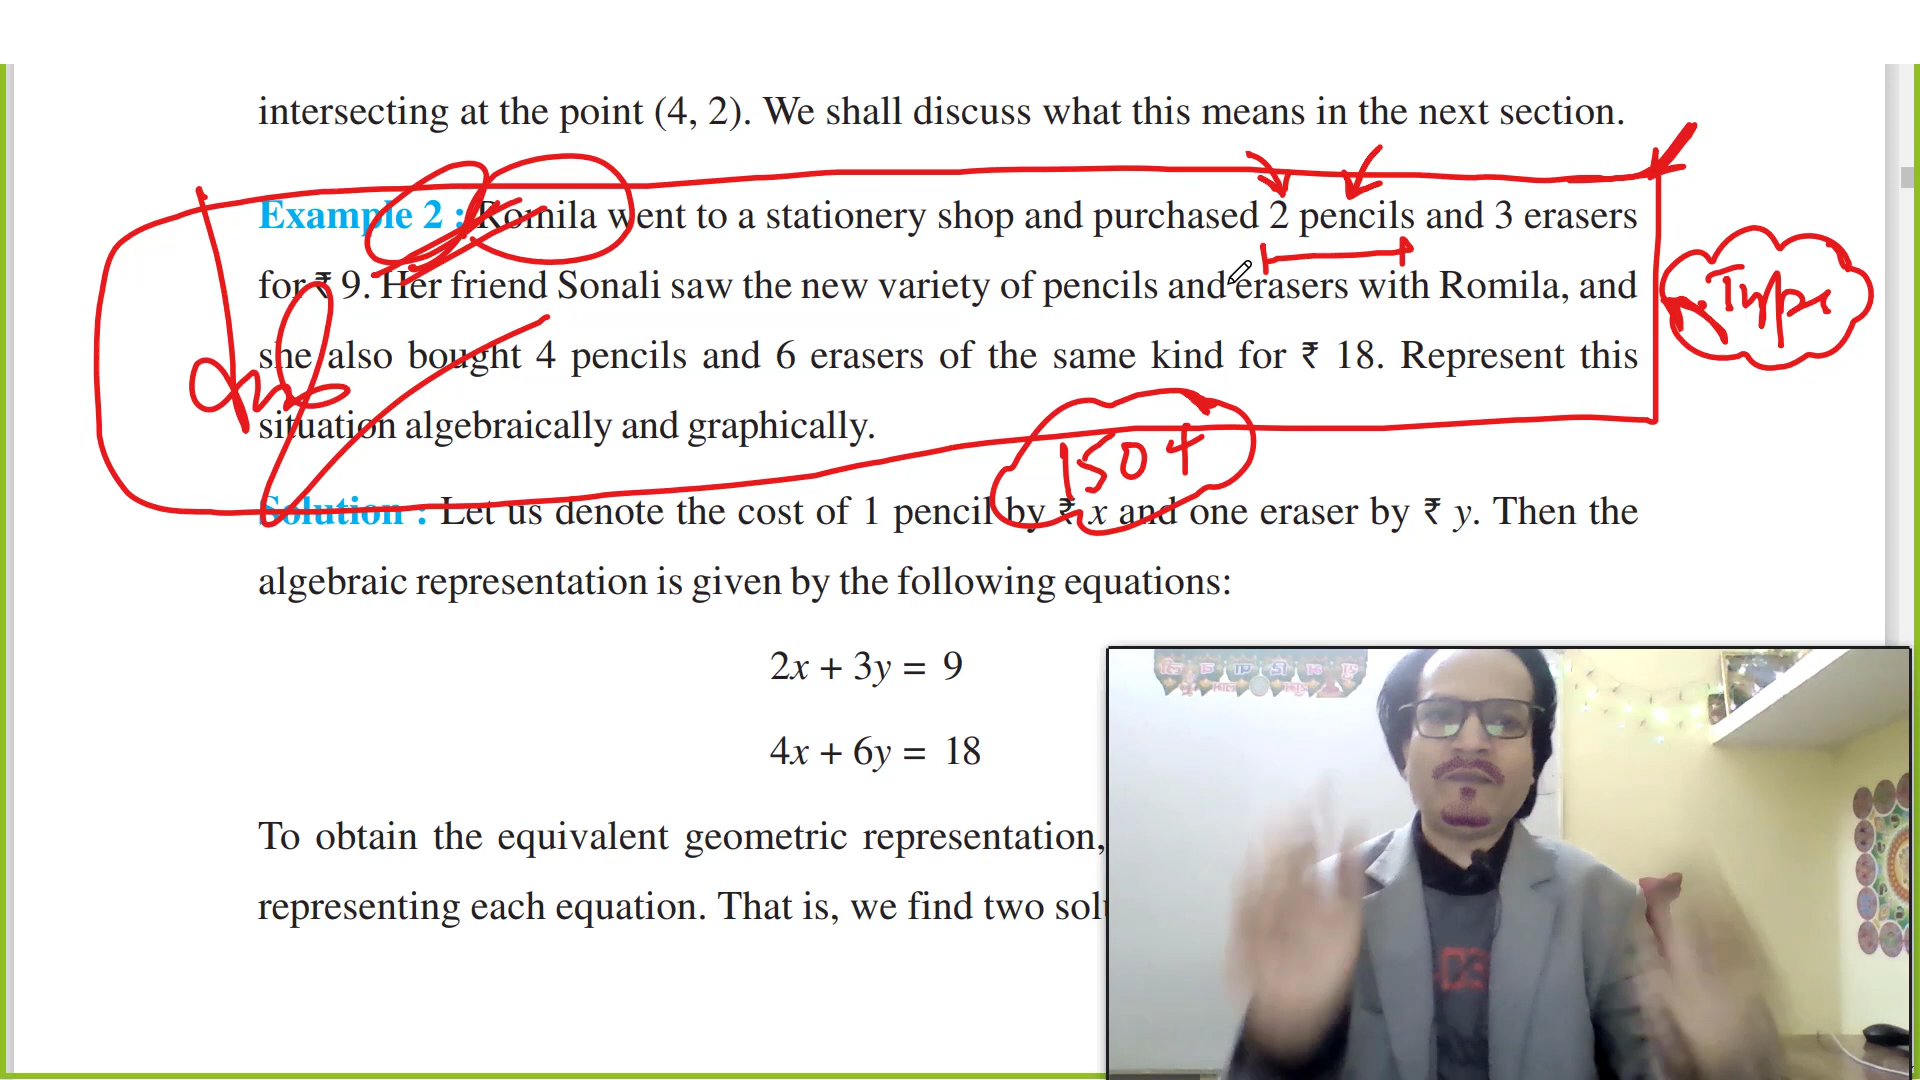 intersecting at the point (4, 2). We shall discuss what this means in the next section.
Example 2 : Romila went to a stationery shop and purchased 2 pencils and 3 erasers
for ₹ 9. Her friend Sonali saw the new variety of pencils and erasers with Romila, and
she also bought 4 pencils and 6 erasers of the same kind for ₹ 18. Represent this
situation algebraically and graphically.
Type
150+
Solution : Let us denote the cost of 1 pencil by ₹ x and one eraser by ₹ y. Then the
algebraic representation is given by the following equations:
2x + 3y = 9
4x + 6y = 18
To obtain the equivalent geometric representation,
representing each equation. That is, we find two